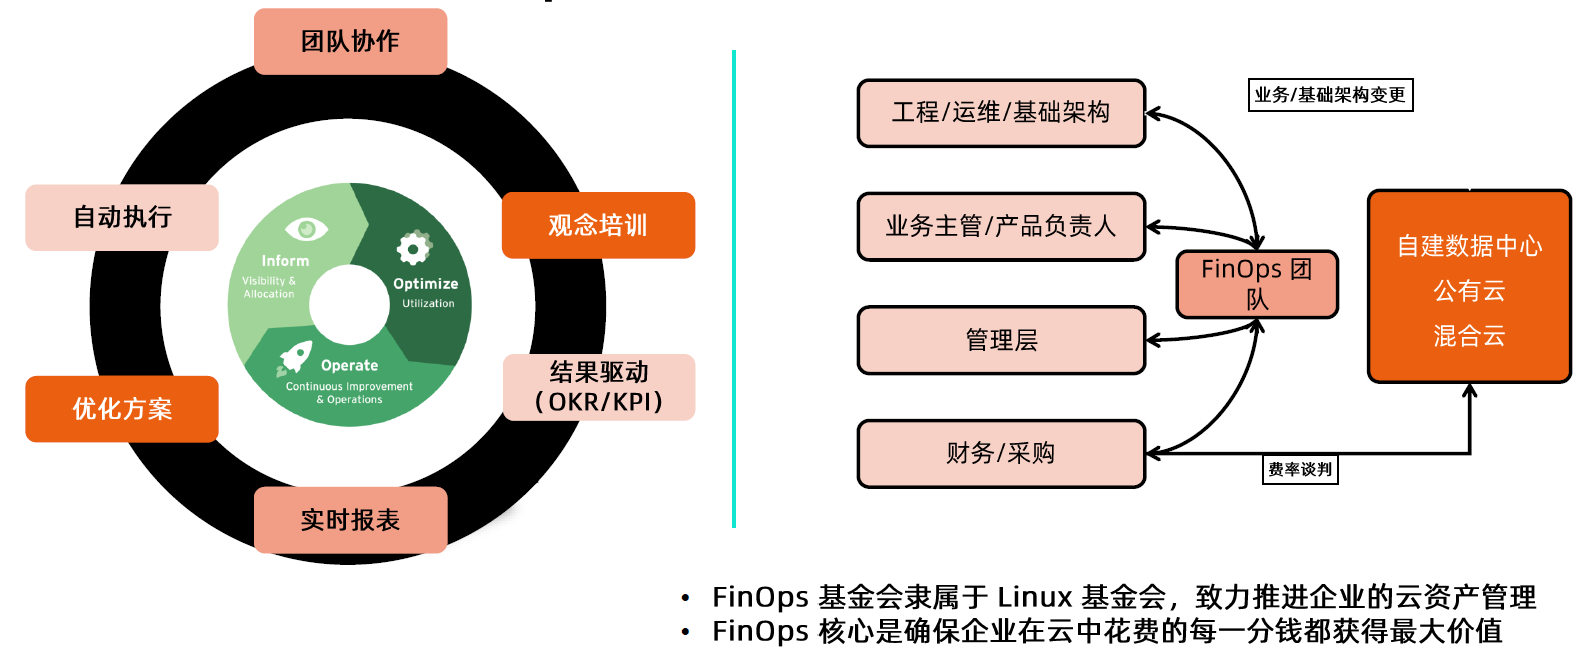 团队协作
自动执行
观念培训
Inform
Visibility &
Allocation
Optimize
Utilization
Operate
Continuous Improvement
& Operations
结果驱动
（OKR/KPI）
优化方案
实时报表
工程/运维/基础架构
业务/基础架构变更
业务主管/产品负责人
FinOps 团
队
管理层
财务/采购
自建数据中心
公有云
混合云
费率谈判
• FinOps 基金会隶属于 Linux 基金会，致力推进企业的云资产管理
• FinOps 核心是确保企业在云中花费的每一分钱都获得最大价值